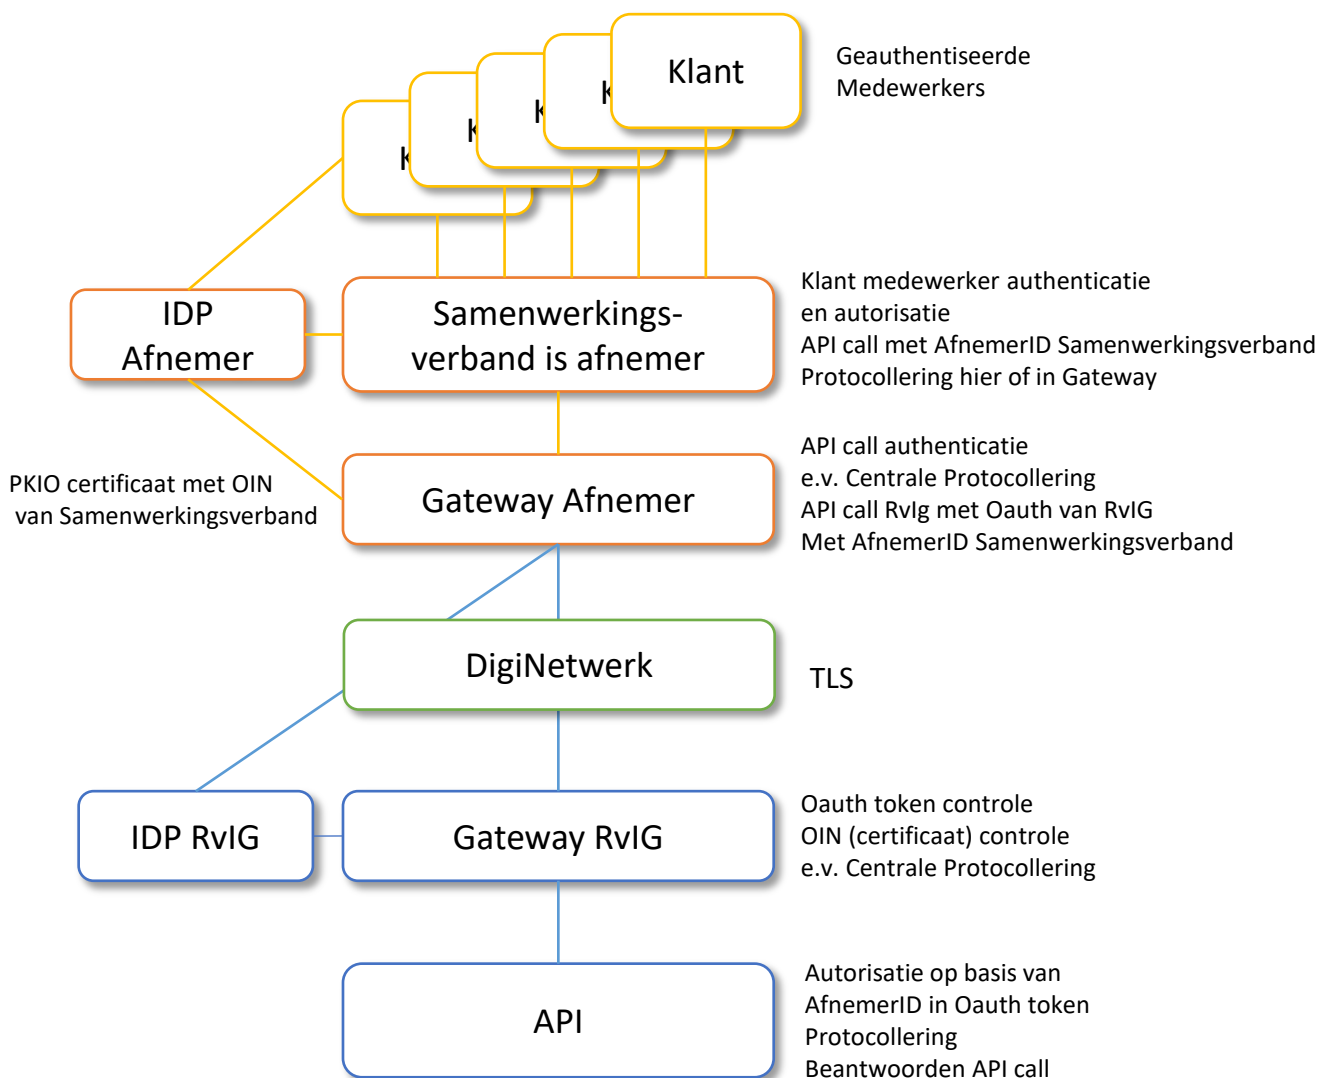 Klant
Geauthentiseerde
Medewerkers
K
K
K
K
IDP
Afnemer
Samenwerkings-
verband is afnemer
Klant medewerker authenticatie
en autorisatie
API call met AfnemerID Samenwerkingsverband
Protocollering hier of in Gateway
PKIO certificaat met OIN
van Samenwerkingsverband
Gateway Afnemer
API call authenticatie
e.v. Centrale Protocollering
API call RvIg met Oauth van RvIG
Met AfnemerID Samenwerkingsverband
DigiNetwerk
TLS
IDP RvIG
Gateway RvIG
Oauth token controle
OIN (certificaat) controle
e.v. Centrale Protocollering
API
Autorisatie op basis van
AfnemerID in Oauth token
Protocollering
Beantwoorden API call